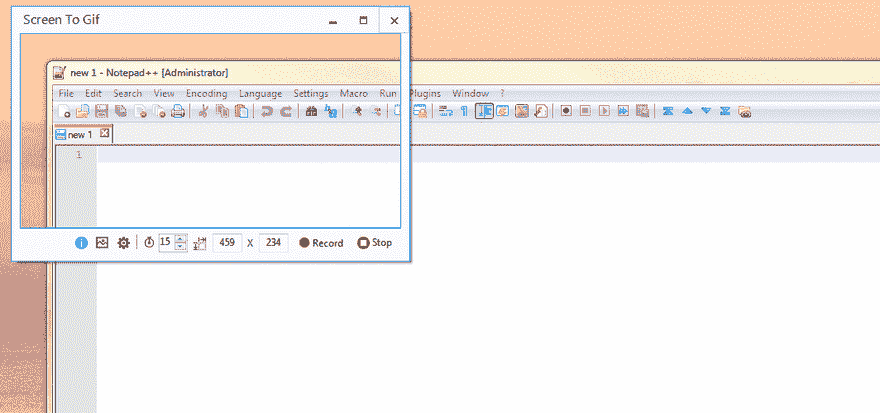 Screen To Gif
new 1 - Notepad++ [Administrator]
File Edit Search View Encoding Language Settings Macro Run Plugins Window ?
new 1
1
15 459 X 234 Record Stop